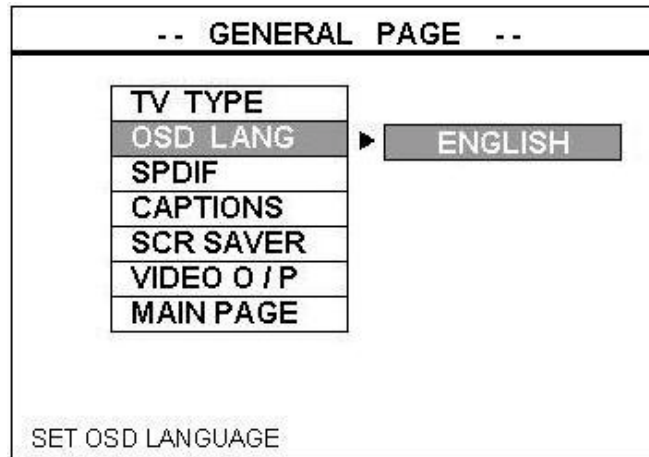 -- GENERAL PAGE --
TV TYPE
OSD LANG ENGLISH
SPDIF
CAPTIONS
SCR SAVER
VIDEO O / P
MAIN PAGE
SET OSD LANGUAGE